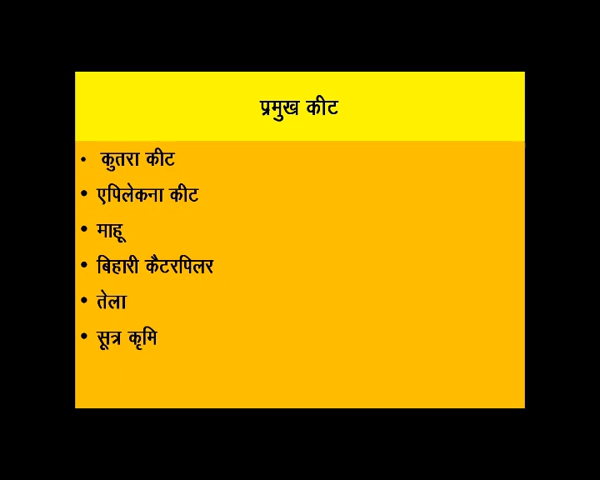 प्रमुख कीट
• कुतरा कीट
• एपिलेकना कीट
• माहू
• बिहारी कैटरपिलर
• तेला
• सूत्र कृमि